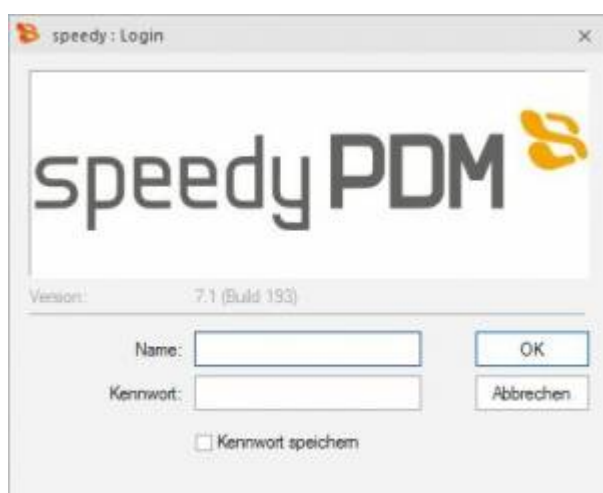 speedy : Login
speedy PDM
Version: 7.1 (Build 193)
Name:
OK
Kennwort:
Abbrechen
Kennwort speichern